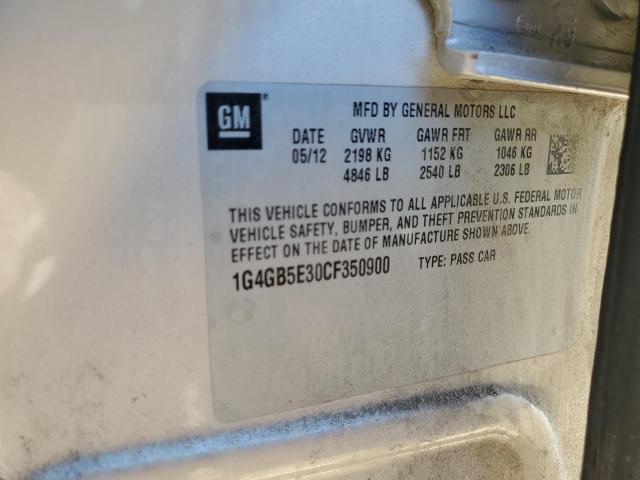 GM
MFD BY GENERAL MOTORS LLC
DATE GVWR GAWR FRT GAWR RR
05/12 2198 KG 1152 KG 1046 KG
4846 LB 2540 LB 2306 LB
THIS VEHICLE CONFORMS TO ALL APPLICABLE U.S. FEDERAL MOTOR
VEHICLE SAFETY, BUMPER, AND THEFT PREVENTION STANDARDS IN
EFFECT ON THE DATE OF MANUFACTURE SHOWN ABOVE.
1G4GB5E30CF350900 TYPE: PASS CAR